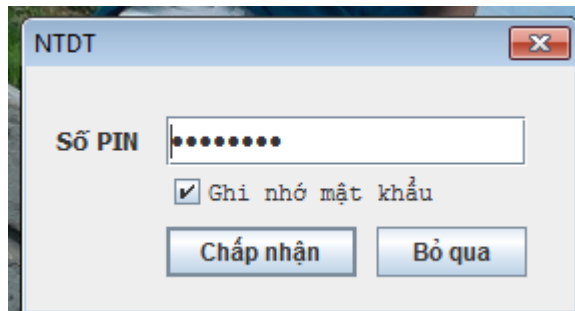 NTDT
Số PIN ••••••••
Ghi nhớ mật khẩu
Chấp nhận Bỏ qua